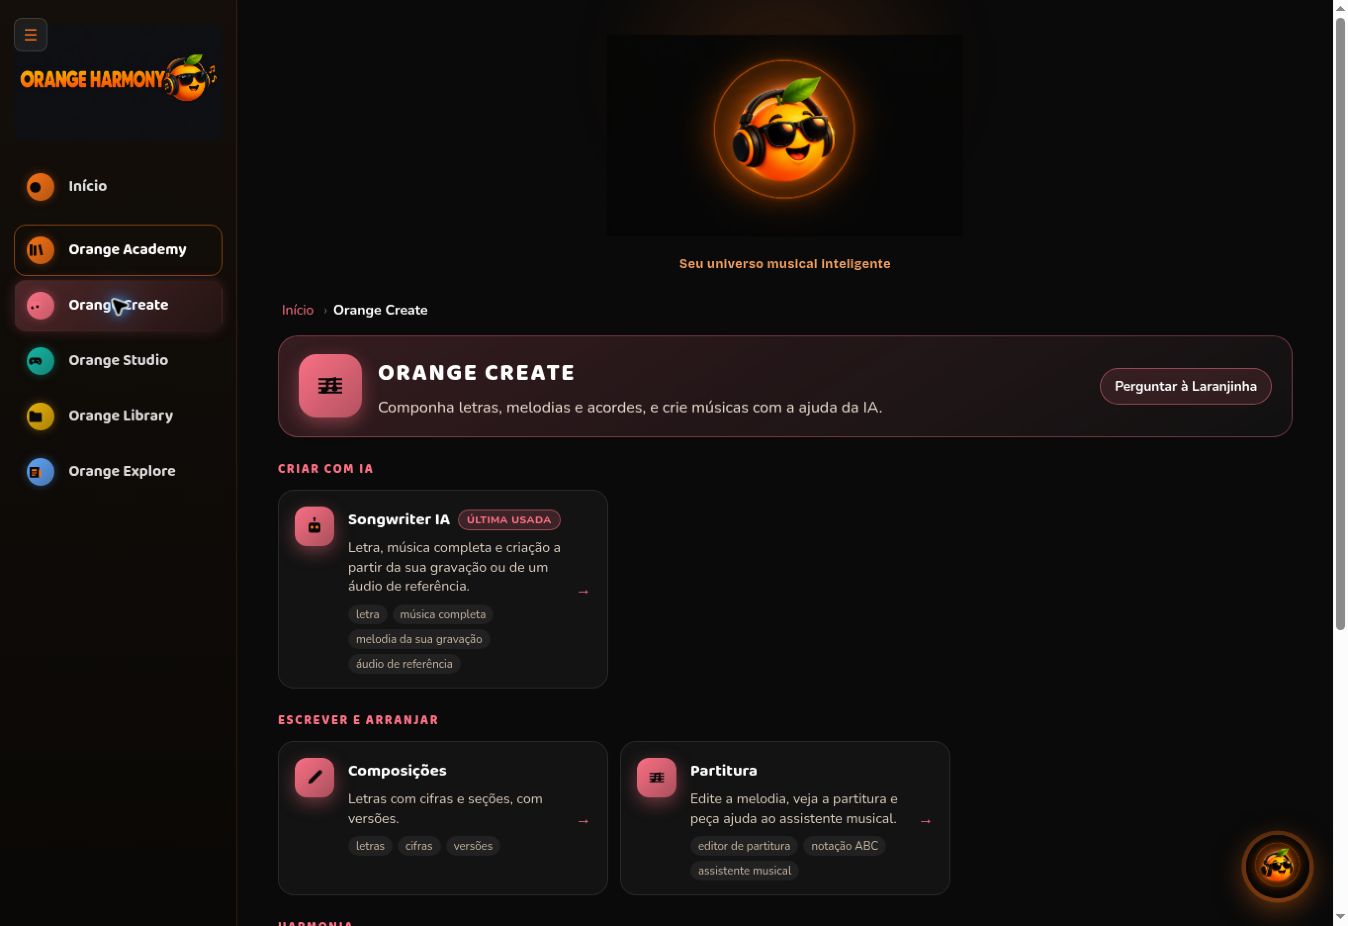 ORANGE HARMONY
Início
Orange Academy
Orange Create
Orange Studio
Orange Library
Orange Explore
Seu universo musical inteligente
Início › Orange Create
ORANGE CREATE
Componha letras, melodias e acordes, e crie músicas com a ajuda da IA.
Perguntar à Laranjinha
CRIAR COM IA
Songwriter IA ÚLTIMA USADA
Letra, música completa e criação a
partir da sua gravação ou de um
áudio de referência.
→
letra música completa
melodia da sua gravação
áudio de referência
ESCREVER E ARRANJAR
Composições
Letras com cifras e seções, com
versões.
→
letras cifras versões
Partitura
Edite a melodia, veja a partitura e
peça ajuda ao assistente musical.
→
editor de partitura notação ABC
assistente musical
HARMONIA